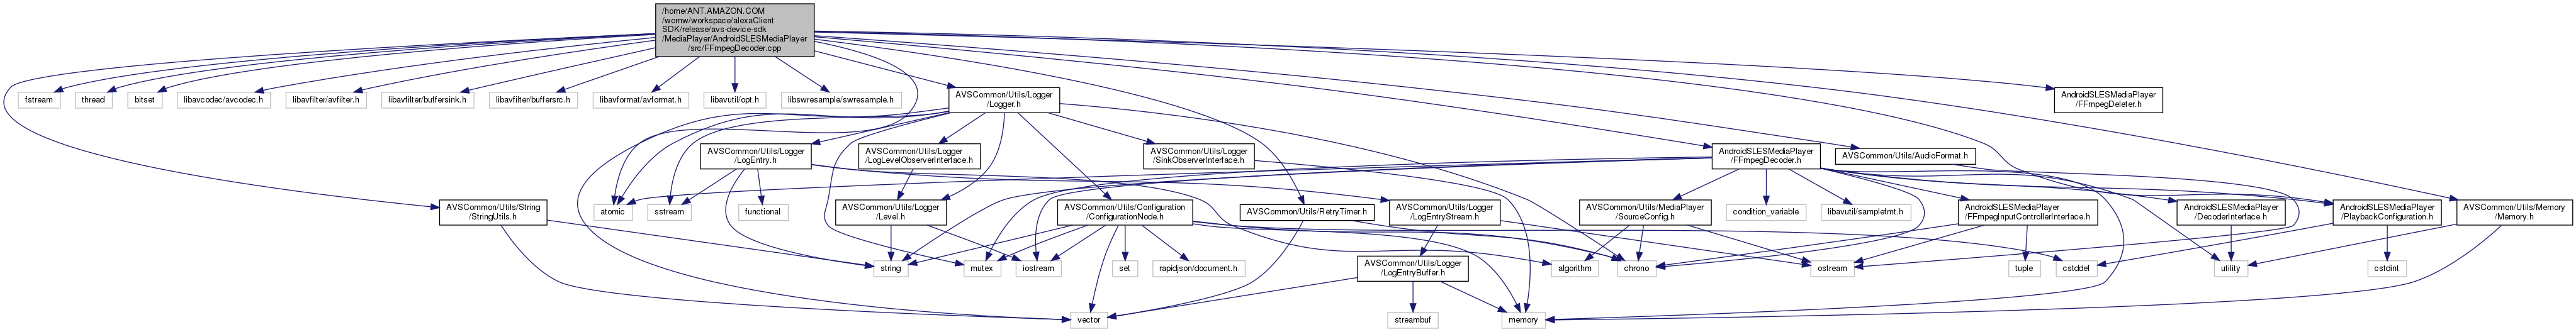 /home/ANT.AMAZON.COM
/womw/workspace/alexaClient
SDK/release/avs-device-sdk
/MediaPlayer/AndroidSLESMediaPlayer
/src/FFmpegDecoder.cpp
fstream
thread
bitset
libavcodec/avcodec.h
libavfilter/avfilter.h
libavfilter/buffersink.h
libavfilter/buffersrc.h
libavformat/avformat.h
libavutil/opt.h
libswresample/swresample.h
AVSCommon/Utils/Logger
/Logger.h
AndroidSLESMediaPlayer
/FFmpegDeleter.h
AVSCommon/Utils/Logger
/LogEntry.h
AVSCommon/Utils/Logger
/LogLevelObserverInterface.h
AVSCommon/Utils/Logger
/SinkObserverInterface.h
AndroidSLESMediaPlayer
/FFmpegDecoder.h
AVSCommon/Utils/AudioFormat.h
AVSCommon/Utils/String
/StringUtils.h
atomic
sstream
functional
AVSCommon/Utils/Logger
/Level.h
AVSCommon/Utils/Configuration
/ConfigurationNode.h
AVSCommon/Utils/RetryTimer.h
AVSCommon/Utils/Logger
/LogEntryStream.h
AVSCommon/Utils/MediaPlayer
/SourceConfig.h
condition_variable
libavutil/samplefmt.h
AndroidSLESMediaPlayer
/FFmpegInputControllerInterface.h
AndroidSLESMediaPlayer
/DecoderInterface.h
AndroidSLESMediaPlayer
/PlaybackConfiguration.h
AVSCommon/Utils/Memory
/Memory.h
string
mutex
iostream
set
rapidjson/document.h
AVSCommon/Utils/Logger
/LogEntryBuffer.h
algorithm
chrono
ostream
tuple
cstddef
utility
cstdint
vector
streambuf
memory